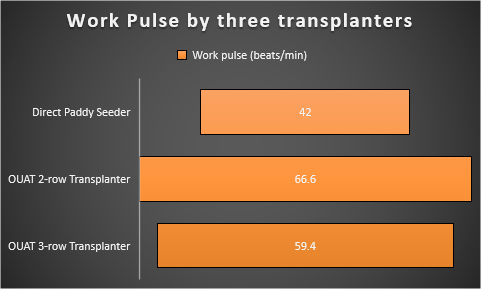 Work Pulse by three transplanters
Work pulse (beats/min)
Direct Paddy Seeder
42
OUAT 2-row Transplanter
66.6
OUAT 3-row Transplanter
59.4